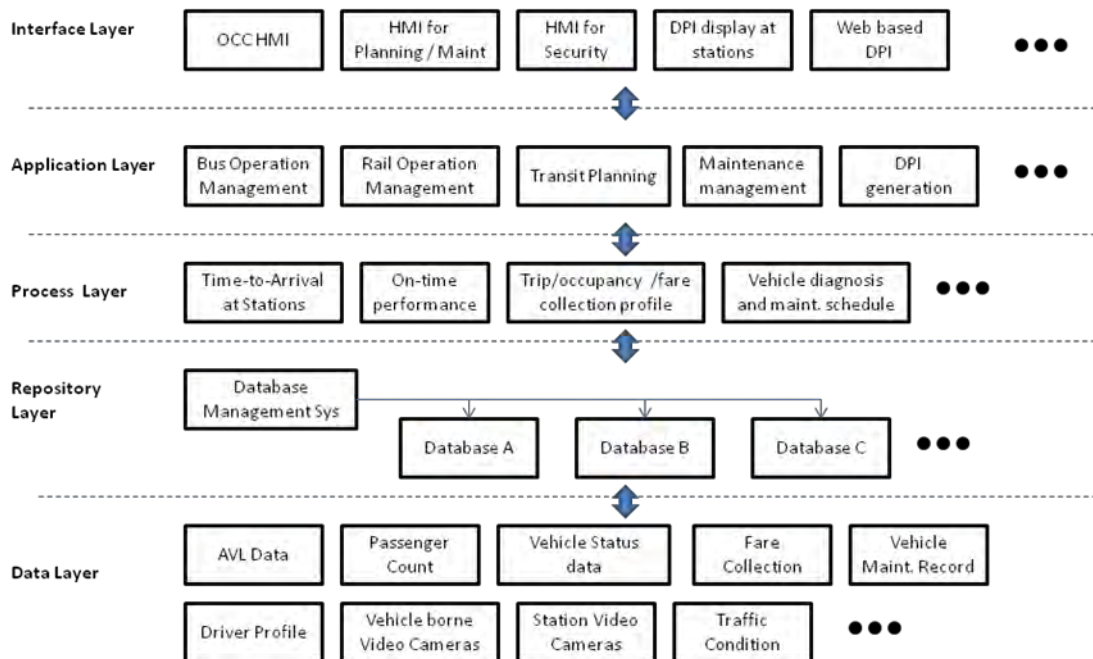 Interface Layer
OCC HMI
HMI for
Planning / Maint
HMI for
Security
DPI display at
stations
Web based
DPI
Application Layer
Bus Operation
Management
Rail Operation
Management
Transit Planning
Maintenance
management
DPI
generation
Process Layer
Time-to-Arrival
at Stations
On-time
performance
Trip/occupancy /fare
collection profile
Vehicle diagnosis
and maint. schedule
Repository
Layer
Database
Management Sys
Database A
Database B
Database C
Data Layer
AVL Data
Passenger
Count
Vehicle Status
data
Fare
Collection
Vehicle
Maint. Record
Driver Profile
Vehicle borne
Video Cameras
Station Video
Cameras
Traffic
Condition